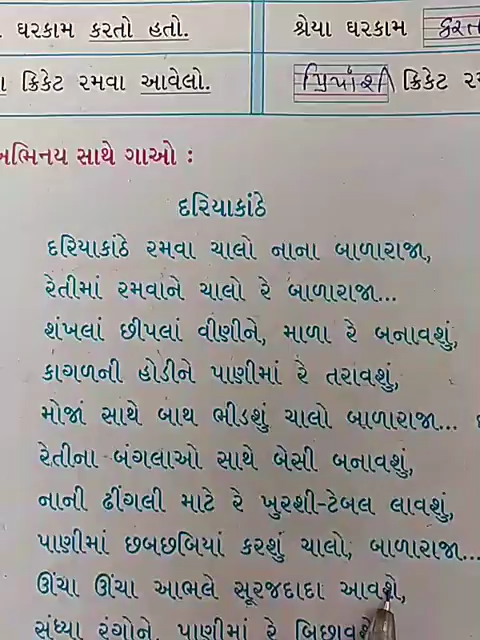 ઘરકામ કરતો હતો. શ્રેયા ઘરકામ
ક્રિકેટ રમવા આવેલો. પ્રિયાંશી ક્રિકેટ
અભિનય સાથે ગાઓ :
દરિયાકાંઠે
દરિયાકાંઠે રમવા ચાલો નાના બાળારાજા,
રેતીમાં રમવાને ચાલો રે બાળારાજા...
શંખલાં છીપલાં વીણીને, માળા રે બનાવશું,
કાગળની હોડીને પાણીમાં રે તરાવશું,
મોજાં સાથે બાથ ભીડશું ચાલો બાળારાજા...
રેતીના બંગલાઓ સાથે બેસી બનાવશું,
નાની ઢીંગલી માટે રે ખુરશી-ટેબલ લાવશું,
પાણીમાં છબછબિયાં કરશું ચાલો, બાળારાજા...
ઊંચા ઊંચા આભલે સૂરજદાદા આવશે,
સંધ્યા રંગોને પાણીમાં રે બિછાવશે